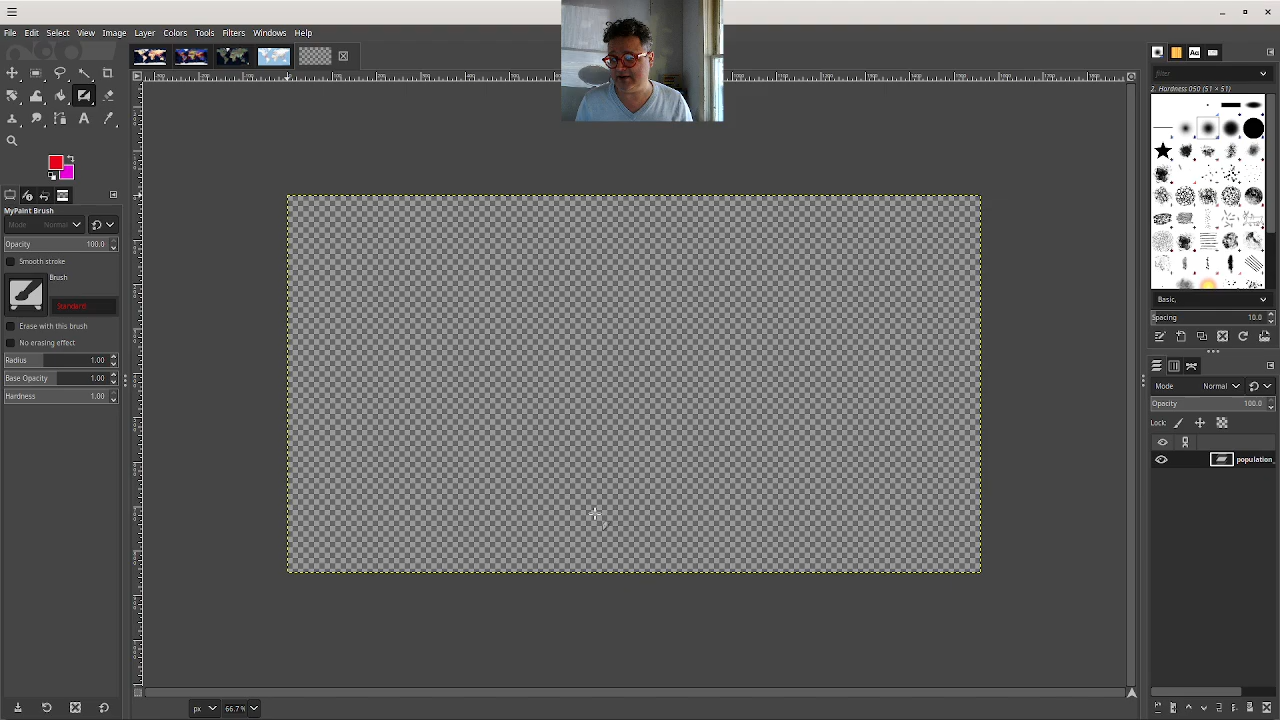 File Edit Select View Image Layer Colors Tools Filters Windows Help
filter
2. Hardness 050 (51 × 51)
MyPaint Brush
Mode Normal
Opacity 100.0
Smooth stroke
Brush
Standard
Erase with this brush
No erasing effect
Radius 1.00
Base Opacity 1.00
Hardness 1.00
Basic,
Spacing 10.0
Mode Normal
Opacity 100.0
Lock:
population
px 66.7%